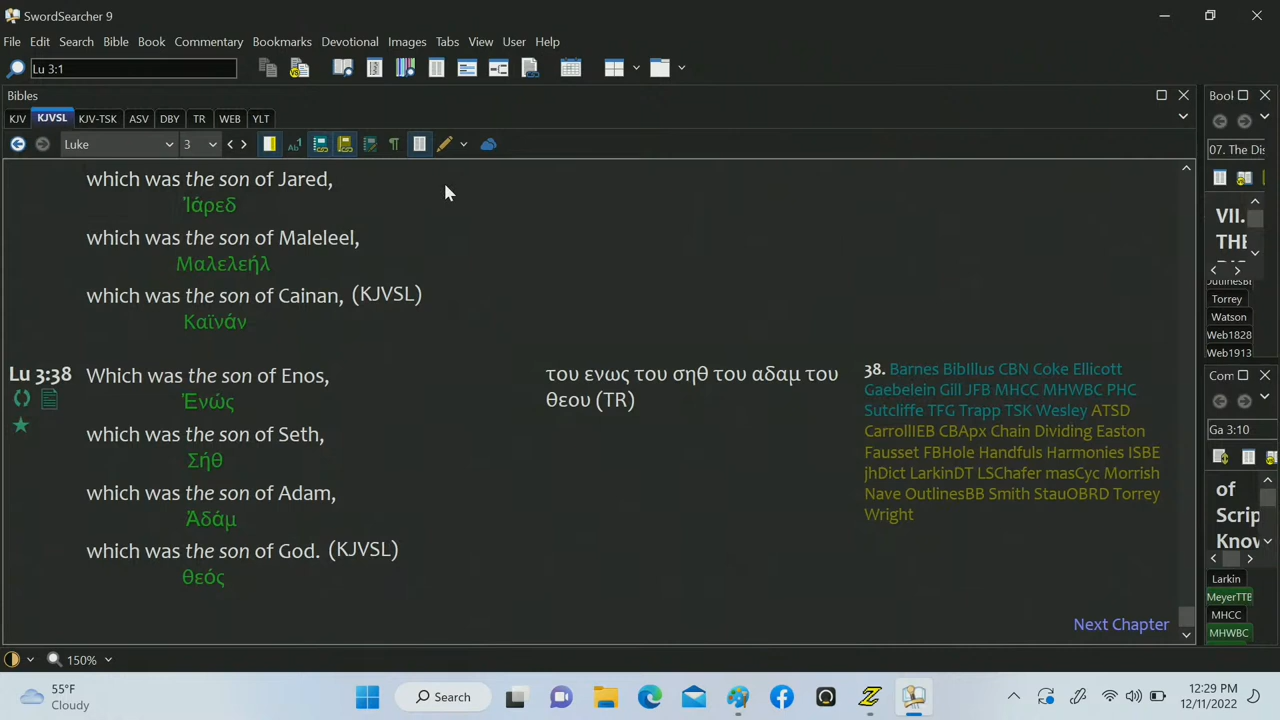 SwordSearcher 9
File Edit Search Bible Book Commentary Bookmarks Devotional Images Tabs View User Help
Lu 3:1
Bibles
KJV KJVSL KJV-TSK ASV DBY TR WEB YLT
Luke 3
which was the son of Jared,
Ἰάρεδ
which was the son of Maleleel,
Μαλελεήλ
which was the son of Cainan, (KJVSL)
Καϊνάν
Lu 3:38 Which was the son of Enos,
Ἐνώς
which was the son of Seth,
Σήθ
which was the son of Adam,
Ἀδάμ
which was the son of God. (KJVSL)
θεός
του ενως του σηθ του αδαμ του
θεου (TR)
38. Barnes BibIllus CBN Coke Ellicott
Gaebelein Gill JFB MHCC MHWBC PHC
Sutcliffe TFG Trapp TSK Wesley ATSD
CarrollIEB CBApx Chain Dividing Easton
Fausset FBHole Handfuls Harmonies ISBE
jhDict LarkinDT LSChafer masCyc Morrish
Nave OutlinesBB Smith StauOBRD Torrey
Wright
Next Chapter
Bool
07. The Dis
VII.
THE
Torrey
Watson
Web1828
Web1913
Com
Ga 3:10
of
Scrip
Knov
Larkin
MeyerTTB
MHCC
MHWBC
150%
55°F
Cloudy
Search
12:29 PM
12/11/2022